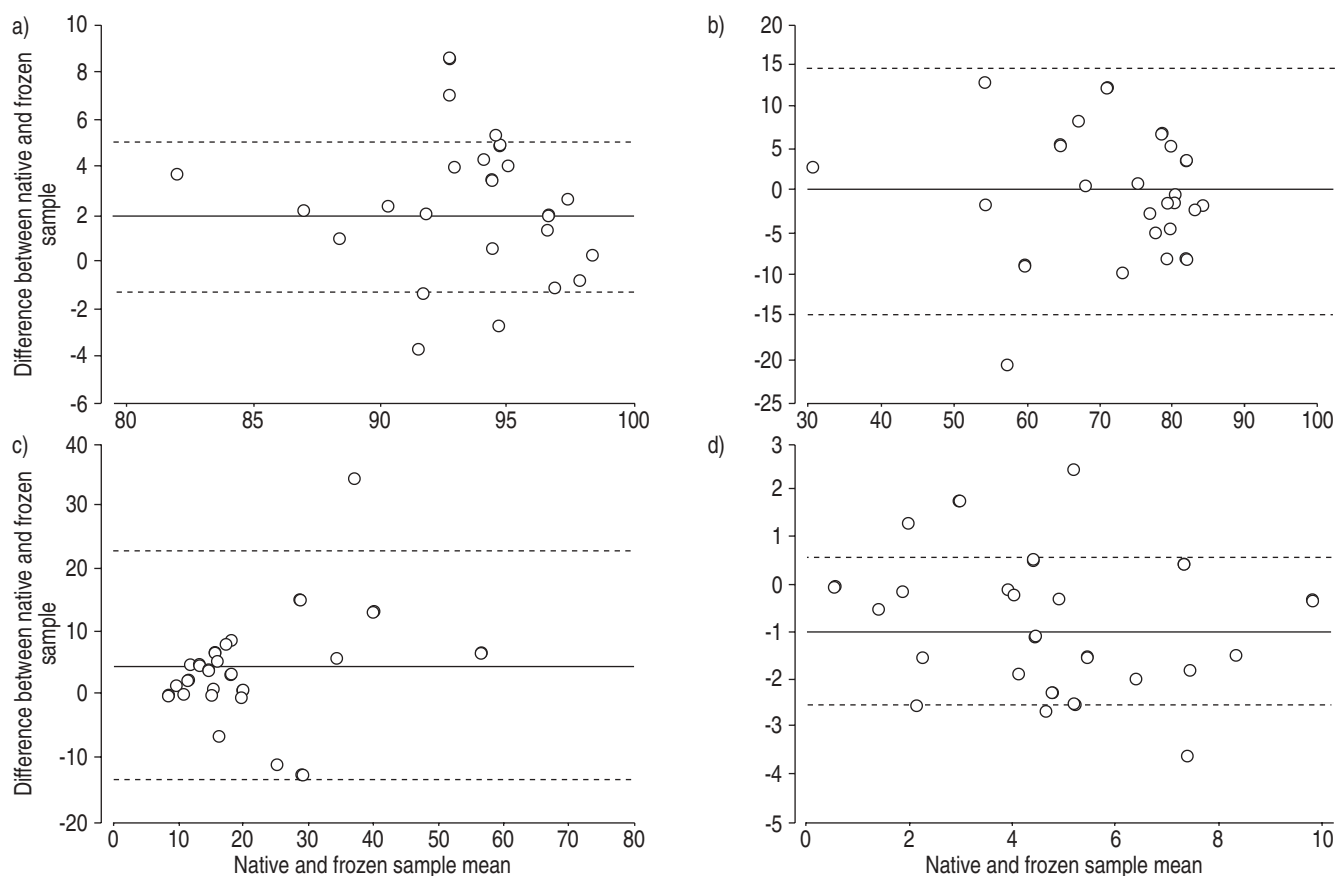 a)
10
8
6
4
2
0
-2
-4
-6
80 85 90 95 100
Difference between native and frozen
sample
b)
20
15
10
5
0
-5
-10
-15
-20
-25
30 40 50 60 70 80 90 100
c)
40
30
20
10
0
-10
-20
0 10 20 30 40 50 60 70 80
Difference between native and frozen
sample
Native and frozen sample mean
d)
3
2
1
0
-1
-2
-3
-4
-5
0 2 4 6 8 10
Native and frozen sample mean